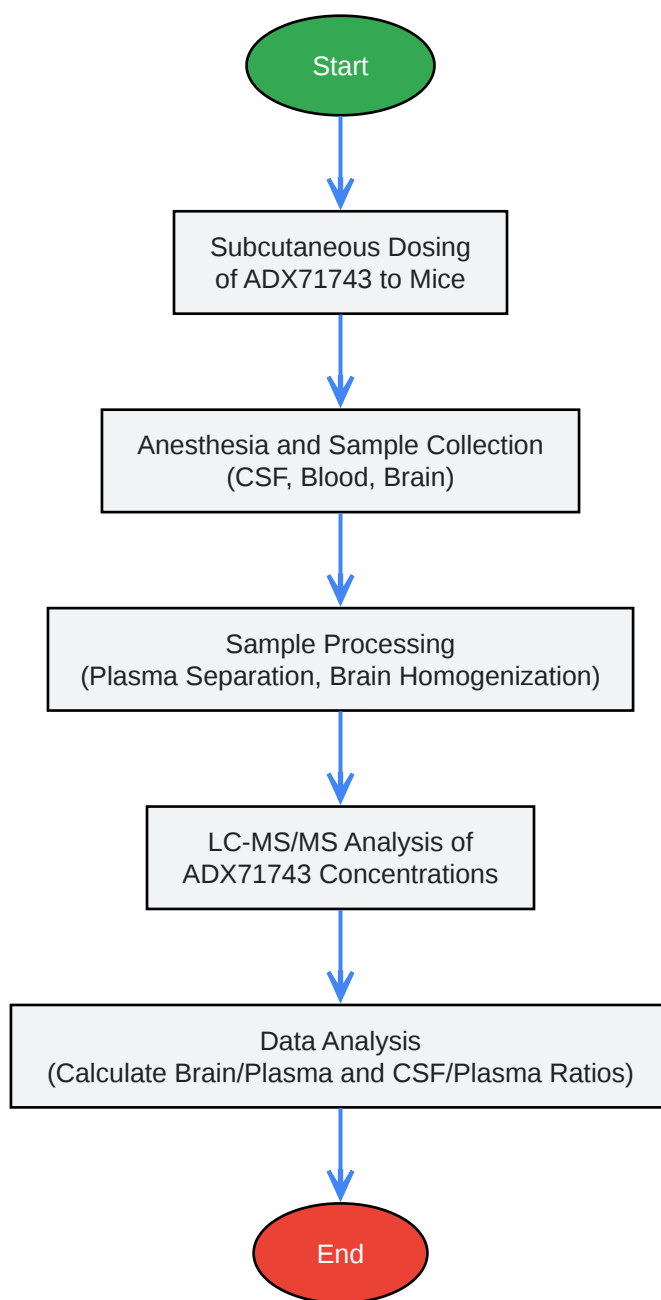 Start
Subcutaneous Dosing
of ADX71743 to Mice
Anesthesia and Sample Collection
(CSF, Blood, Brain)
Sample Processing
(Plasma Separation, Brain Homogenization)
LC-MS/MS Analysis of
ADX71743 Concentrations
Data Analysis
(Calculate Brain/Plasma and CSF/Plasma Ratios)
End